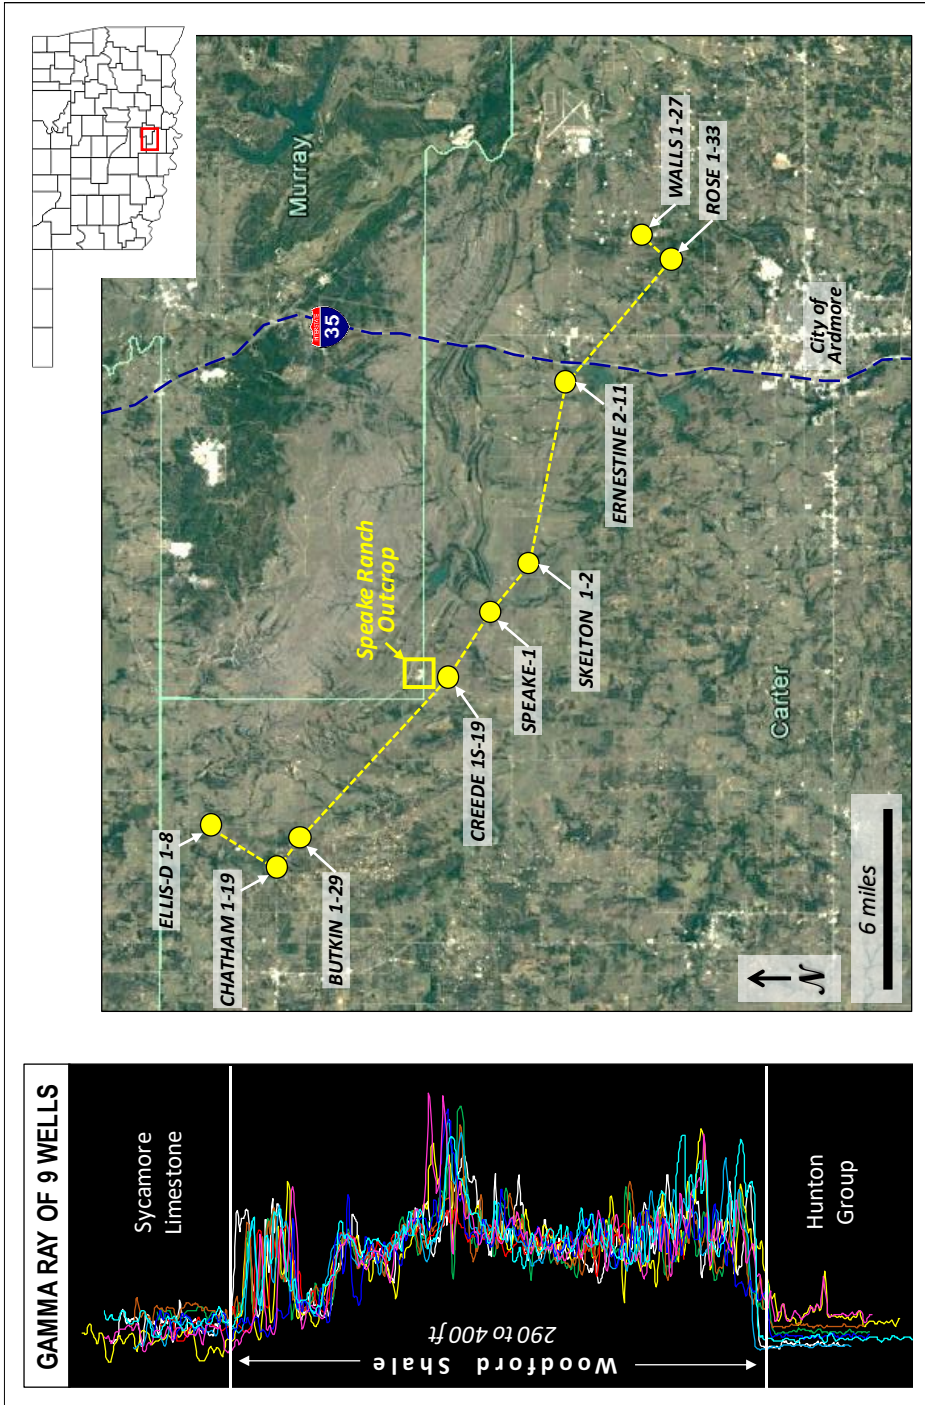 GAMMA RAY OF 9 WELLS
Sycamore
Limestone
Woodford Shale
290 to 400 ft
Hunton
Group
Murray
INTERSTATE
35
Speake Ranch
Outcrop
ELLIS-D 1-8
CHATHAM 1-19
BUTKIN 1-29
CREEDE 1S-19
SPEAKE-1
SKELTON 1-2
ERNESTINE 2-11
WALLS 1-27
ROSE 1-33
City of
Ardmore
Carter
N
6 miles